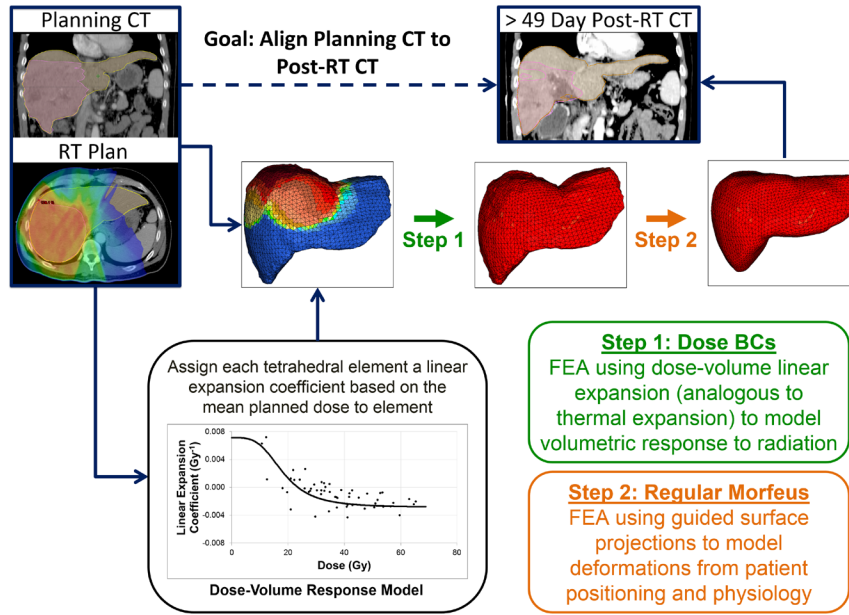 Planning CT
Goal: Align Planning CT to
Post-RT CT
> 49 Day Post-RT CT
RT Plan
Step 1
Step 2
Assign each tetrahedral element a linear
expansion coefficient based on the
mean planned dose to element
Linear Expansion
Coefficient (Gy-1)
0.008
0.004
0.000
-0.004
-0.008
0
20
40
60
80
Dose (Gy)
Dose-Volume Response Model
Step 1: Dose BCs
FEA using dose-volume linear
expansion (analogous to
thermal expansion) to model
volumetric response to radiation
Step 2: Regular Morfeus
FEA using guided surface
projections to model
deformations from patient
positioning and physiology